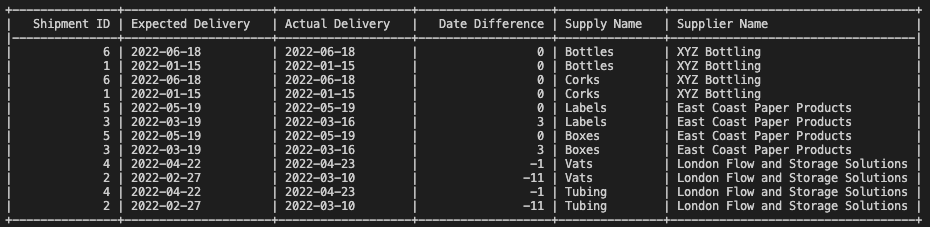 Shipment ID | Expected Delivery | Actual Delivery | Date Difference | Supply Name | Supplier Name
6 | 2022-06-18 | 2022-06-18 | 0 | Bottles | XYZ Bottling
1 | 2022-01-15 | 2022-01-15 | 0 | Bottles | XYZ Bottling
6 | 2022-06-18 | 2022-06-18 | 0 | Corks | XYZ Bottling
1 | 2022-01-15 | 2022-01-15 | 0 | Corks | XYZ Bottling
5 | 2022-05-19 | 2022-05-19 | 0 | Labels | East Coast Paper Products
3 | 2022-03-19 | 2022-03-16 | 3 | Labels | East Coast Paper Products
5 | 2022-05-19 | 2022-05-19 | 0 | Boxes | East Coast Paper Products
3 | 2022-03-19 | 2022-03-16 | 3 | Boxes | East Coast Paper Products
4 | 2022-04-22 | 2022-04-23 | -1 | Vats | London Flow and Storage Solutions
2 | 2022-02-27 | 2022-03-10 | -11 | Vats | London Flow and Storage Solutions
4 | 2022-04-22 | 2022-04-23 | -1 | Tubing | London Flow and Storage Solutions
2 | 2022-02-27 | 2022-03-10 | -11 | Tubing | London Flow and Storage Solutions